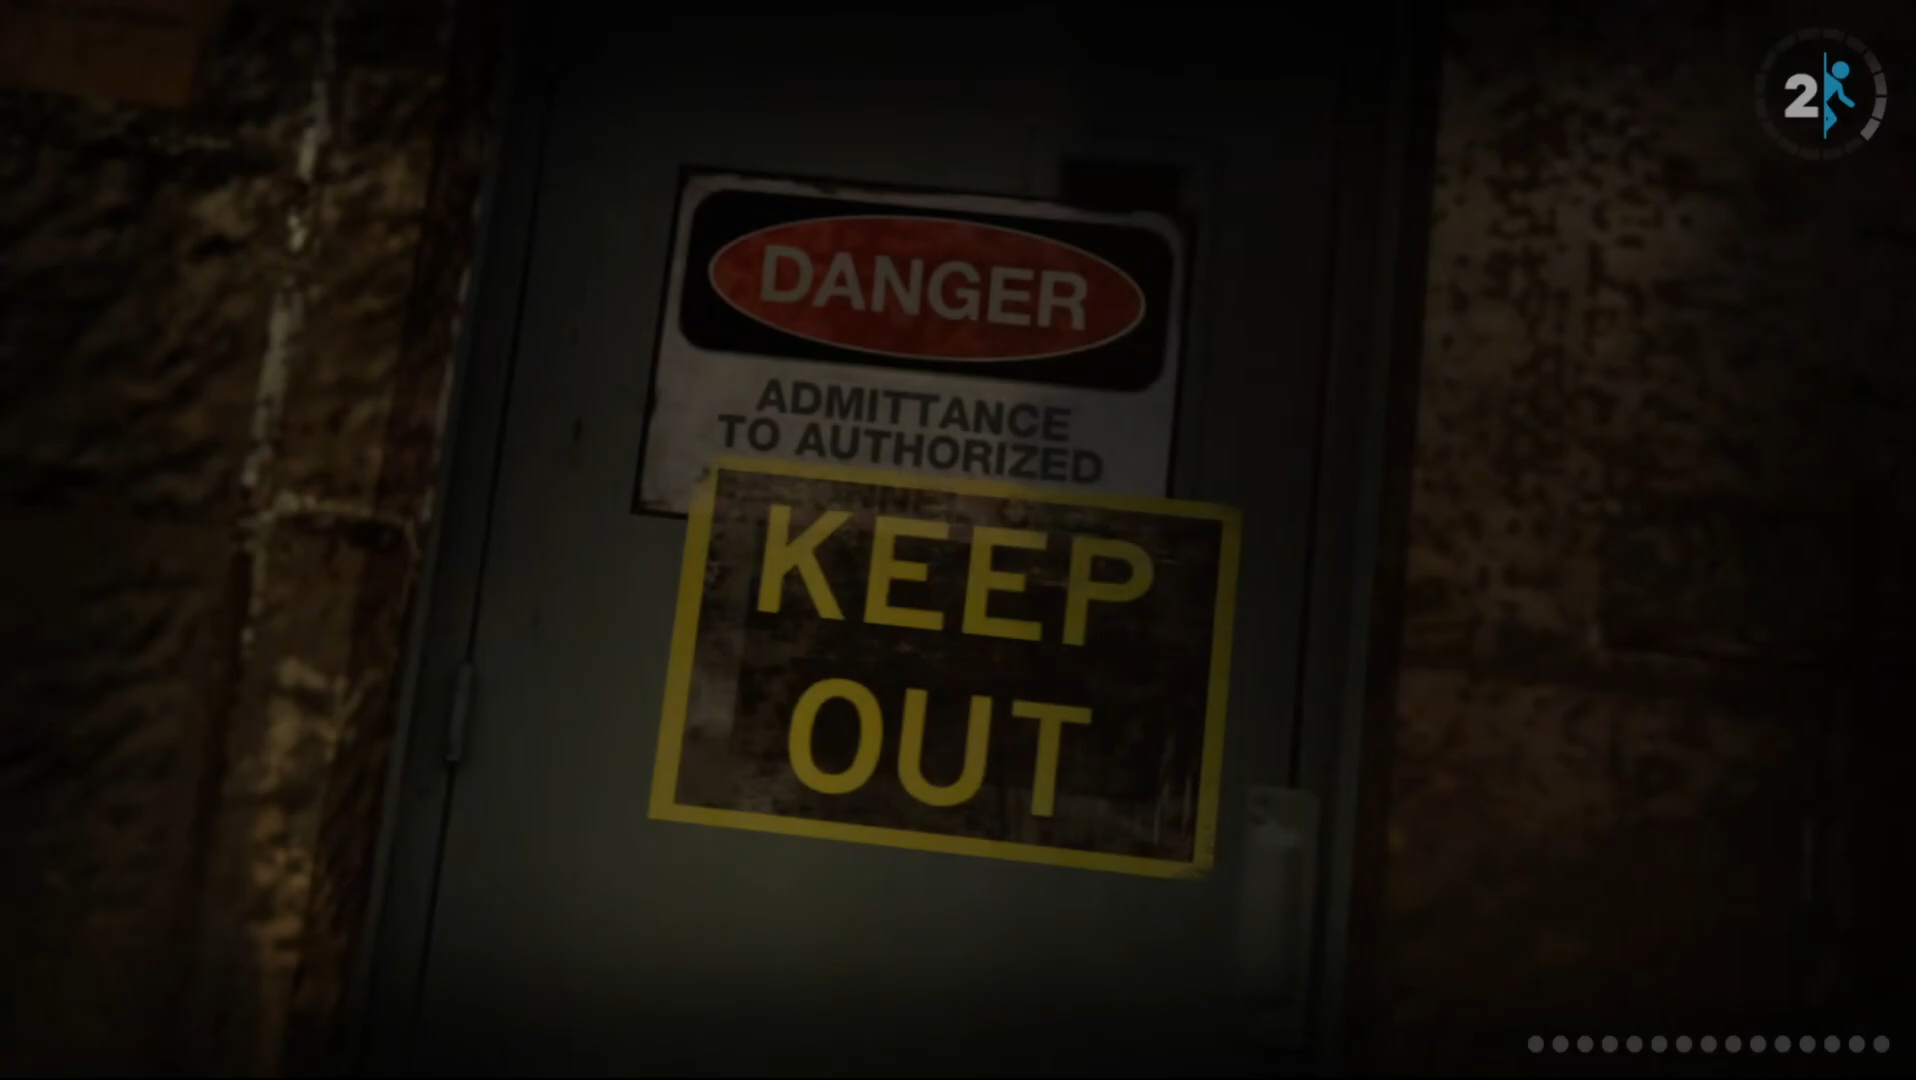 2
DANGER
ADMITTANCE
TO AUTHORIZED
KEEP
OUT